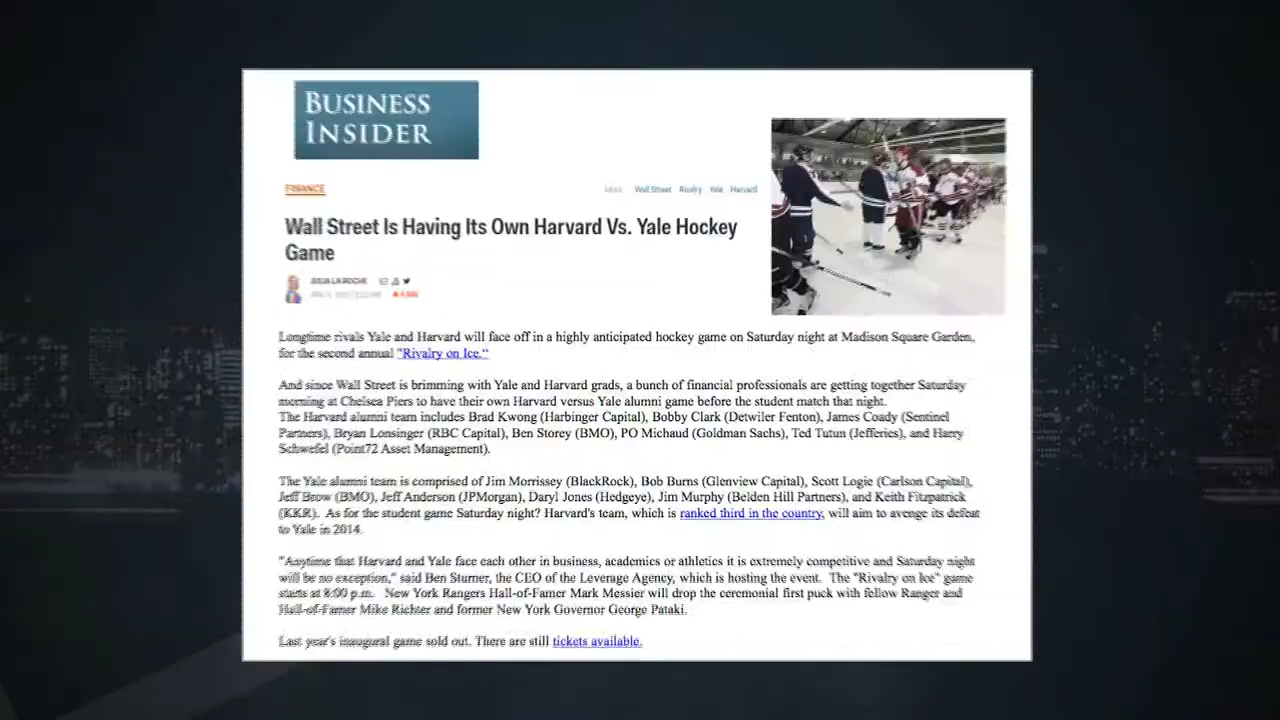 BUSINESS
INSIDER
FINANCE
Wall Street Rivalry Yale Harvard
Wall Street Is Having Its Own Harvard Vs. Yale Hockey
Game
JULIA LA ROCHE
Longtime rivals Yale and Harvard will face off in a highly anticipated hockey game on Saturday night at Madison Square Garden,
for the second annual "Rivalry on Ice."
And since Wall Street is brimming with Yale and Harvard grads, a bunch of financial professionals are getting together Saturday
morning at Chelsea Piers to have their own Harvard versus Yale alumni game before the student match that night.
The Harvard alumni team includes Brad Kwong (Harbinger Capital), Bobby Clark (Detwiler Fenton), James Coady (Sentinel
Partners), Bryan Lonsinger (RBC Capital), Ben Storey (BMO), PO Michaud (Goldman Sachs), Ted Tutun (Jefferies), and Harry
Schwefel (Point72 Asset Management).
The Yale alumni team is comprised of Jim Morrissey (BlackRock), Bob Burns (Glenview Capital), Scott Logie (Carlson Capital),
Jeff Brow (BMO), Jeff Anderson (JPMorgan), Daryl Jones (Hedgeye), Jim Murphy (Belden Hill Partners), and Keith Fitzpatrick
(KKR). As for the student game Saturday night? Harvard's team, which is ranked third in the country, will aim to avenge its defeat
to Yale in 2014.
"Anytime that Harvard and Yale face each other in business, academics or athletics it is extremely competitive and Saturday night
will be no exception," said Ben Sturner, the CEO of the Leverage Agency, which is hosting the event. The "Rivalry on Ice" game
starts at 8:00 p.m. New York Rangers Hall-of-Famer Mark Messier will drop the ceremonial first puck with fellow Ranger and
Hall-of-Famer Mike Richter and former New York Governor George Pataki.
Last year's inaugural game sold out. There are still tickets available.